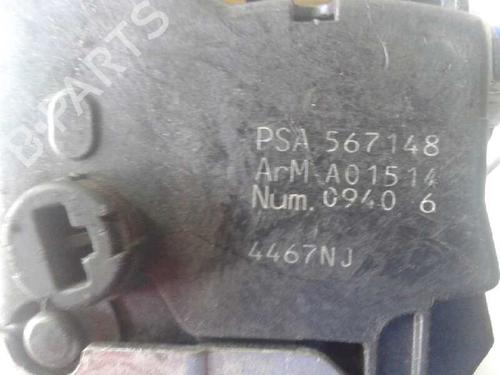 B-PARTS
PSA 567148
ArM A01514
Num. 0940 6
4467NJ